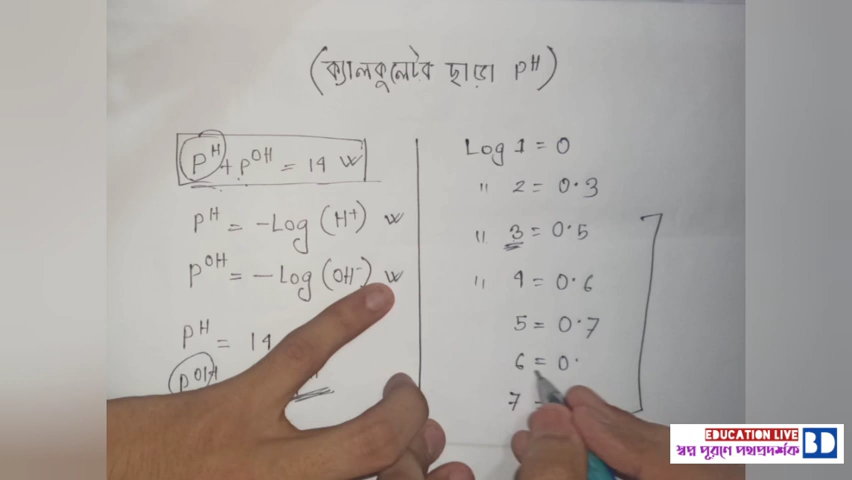 (ক্যালকুলেটর ছাড়া pH)
pH + pOH = 14
pH = -Log (H+)
pOH = - Log (OH-)
pH = 14
pOH
Log 1 = 0
" 2 = 0.3
" 3 = 0.5
" 4 = 0.6
5 = 0.7
6 = 0.
7
EDUCATION LIVE
স্বপ্ন পূরণে পথপ্রদর্শক BD